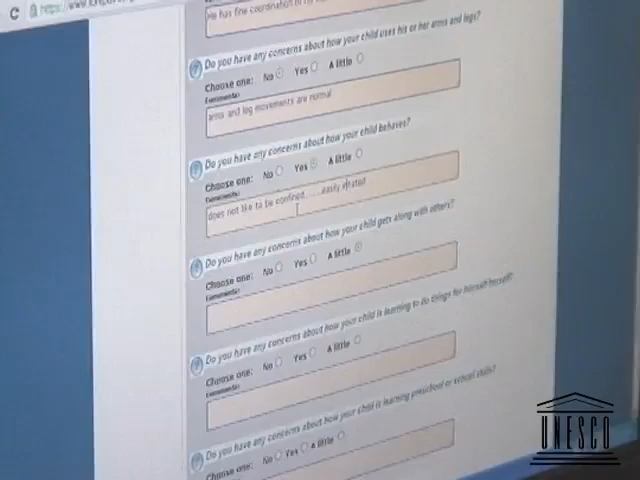 https://www.
He has fine coordination
Do you have any concerns about how your child uses his or her arms and legs?
Choose one: No Yes A little
(comments)
arms and leg movements are normal
Do you have any concerns about how your child behaves?
Choose one: No Yes A little
(comments)
does not like to be confined.......easily
Do you have any concerns about how your child gets along with others?
Choose one: No Yes A little
(comments)
Do you have any concerns about how your child is learning to do things for himself/herself?
Choose one: No Yes A little
(comments)
Do you have any concerns about how your child is learning preschool or school skills?
Choose one: No Yes A little
UNESCO